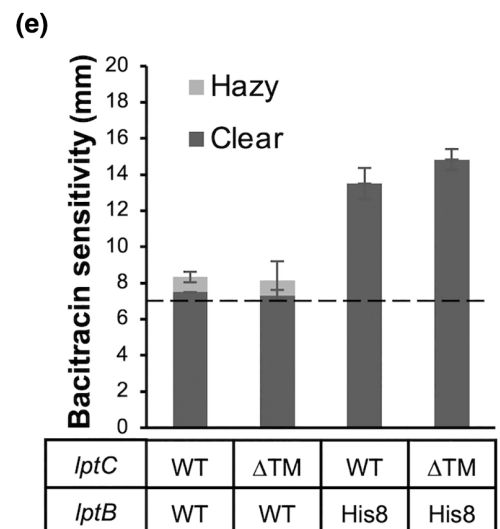 (e)
Bacitracin sensitivity (mm)
20
18
16
14
12
10
8
6
4
2
0
Hazy
Clear
lptC WT ΔTM WT ΔTM
lptB WT WT His8 His8